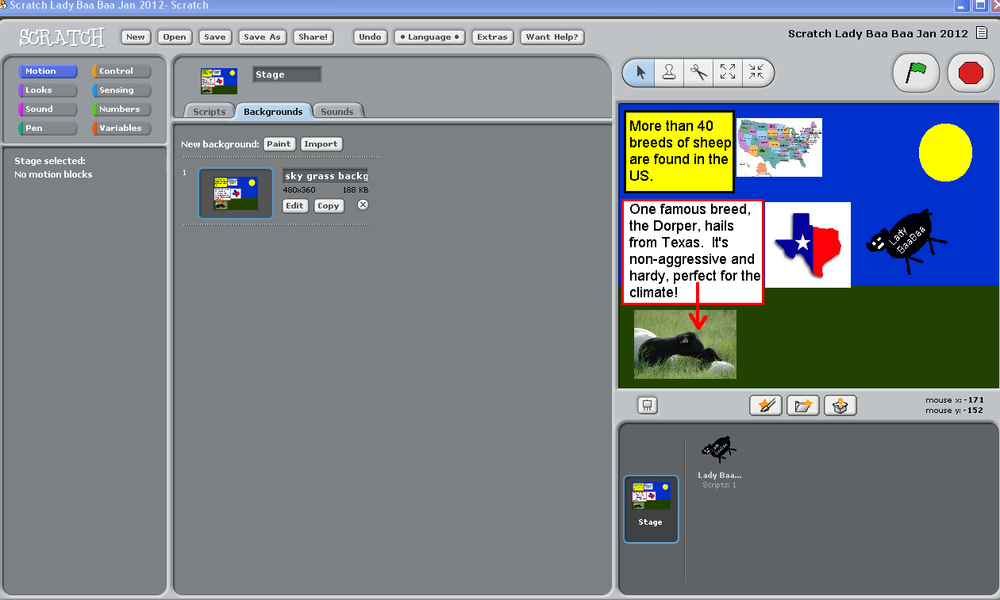 Scratch Lady Baa Baa Jan 2012- Scratch
SCRATCH
New Open Save Save As Share! Undo • Language • Extras Want Help?
Scratch Lady Baa Baa Jan 2012
Motion Control
Looks Sensing
Sound Numbers
Pen Variables
Stage selected:
No motion blocks
Stage
Scripts Backgrounds Sounds
New background: Paint Import
1
sky grass backg
480x360 188 KB
Edit Copy
More than 40
breeds of sheep
are found in the
US.
One famous breed,
the Dorper, hails
from Texas. It's
non-aggressive and
hardy, perfect for the
climate!
Lady
BaaBaa
mouse x: -171
mouse y: -152
Lady Baa...
Scripts: 1
Stage